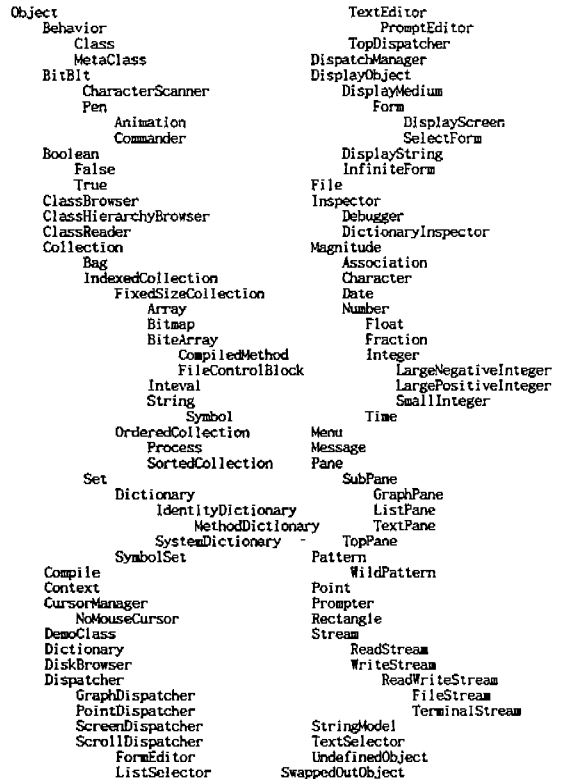 Object
Behavior
Class
MetaClass
BitBlt
CharacterScanner
Pen
Animation
Commander
Boolean
False
True
ClassBrowser
ClassHierarchyBrowser
ClassReader
Collection
Bag
IndexedCollection
FixedSizeCollection
Array
Bitmap
BiteArray
CompiledMethod
FileControlBlock
Inteval
String
Symbol
OrderedCollection
Process
SortedCollection
Set
Dictionary
IdentityDictionary
MethodDictionary
SystemDictionary -
SymbolSet
Compile
Context
CursorManager
NoMouseCursor
DemoClass
Dictionary
DiskBrowser
Dispatcher
GraphDispatcher
PointDispatcher
ScreenDispatcher
ScrollDispatcher
FormEditor
ListSelector
TextEditor
PromptEditor
TopDispatcher
DispatchManager
DisplayObject
DisplayMedium
Form
DisplayScreen
SelectForm
DisplayString
InfiniteForm
File
Inspector
Debugger
DictionaryInspector
Magnitude
Association
Character
Date
Number
Float
Fraction
Integer
LargeNegativeInteger
LargePositiveInteger
SmallInteger
Time
Menu
Message
Pane
SubPane
GraphPane
ListPane
TextPane
TopPane
Pattern
WildPattern
Point
Prompter
Rectangle
Stream
ReadStream
WriteStream
ReadWriteStream
FileStream
TerminalStream
StringModel
TextSelector
UndefinedObject
SwappedOutObject